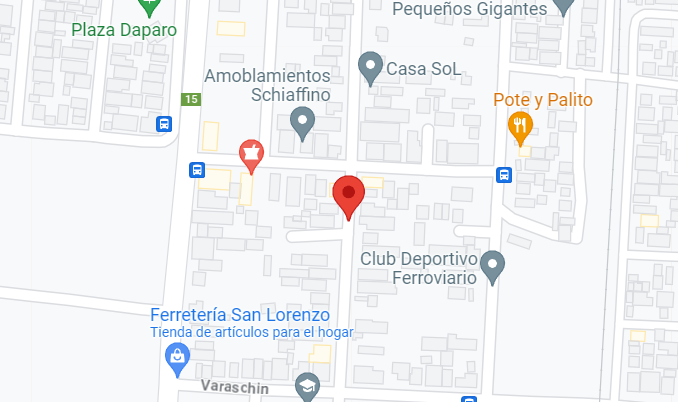 Pequeños Gigantes
Plaza Daparo
Casa SoL
Amoblamientos
Schiaffino
15
Pote y Palito
Club Deportivo
Ferroviario
Ferretería San Lorenzo
Tienda de artículos para el hogar
Varaschin